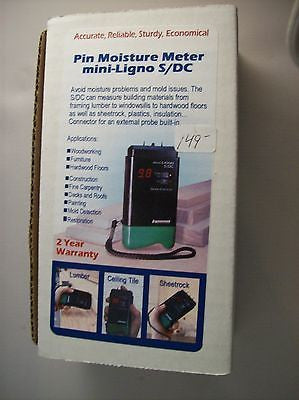 Accurate, Reliable, Sturdy, Economical
Pin Moisture Meter
mini-Ligno S/DC
Avoid moisture problems and mold issues. The
S/DC can measure building materials from
framing lumber to windowsills to hardwood floors
as well as sheetrock, plastics, insulation...
Connector for an external probe built-in
149-
Applications:
Woodworking
Furniture
Hardwood Floors
Construction
Fine Carpentry
Decks and Roofs
Painting
Mold Detection
Restoration
9.8
2 Year
Warranty
Lumber
Ceiling Tile
Sheetrock